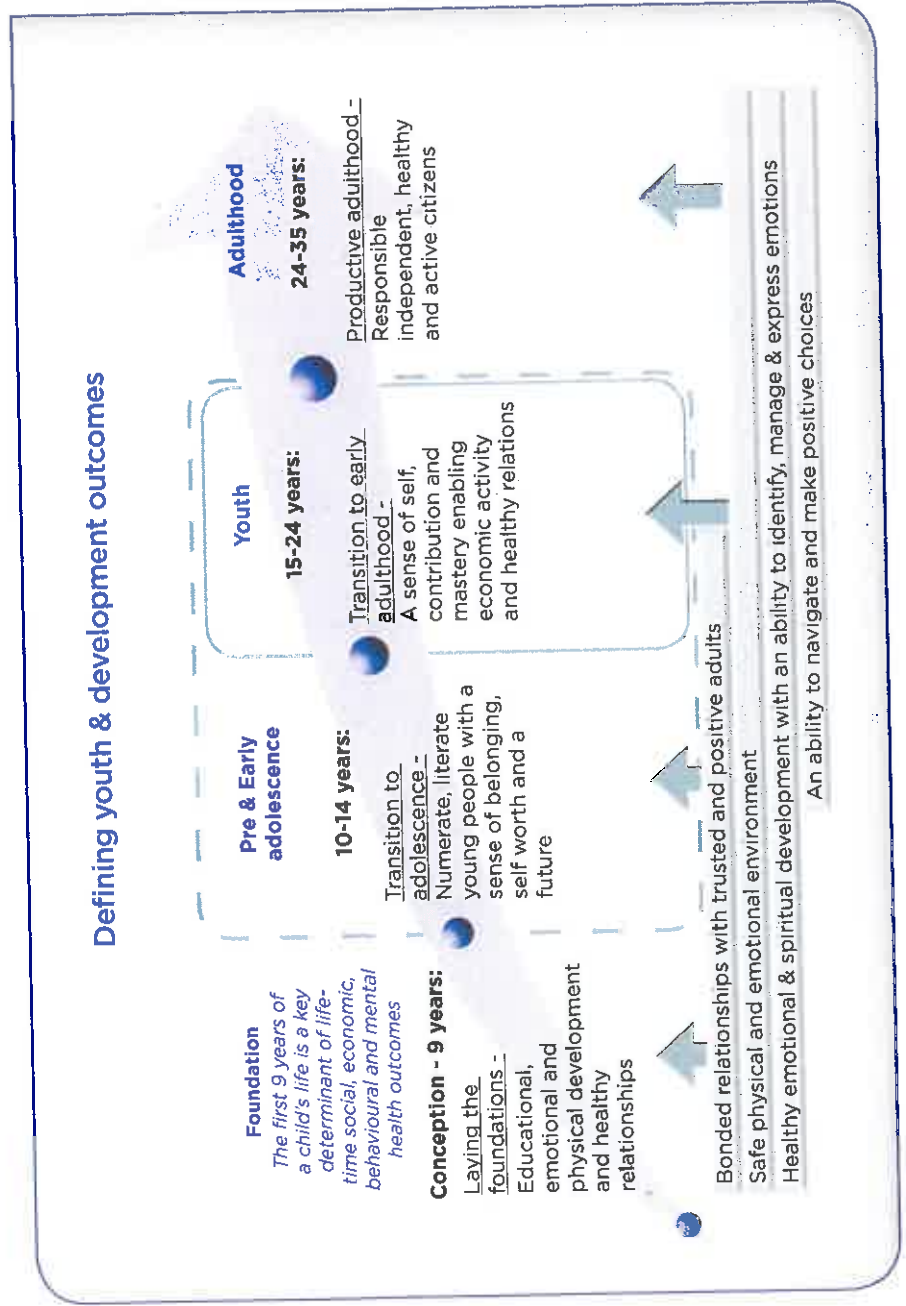 Defining youth & development outcomes
Foundation
The first 9 years of
a child's life is a key
determinant of life-
time social, economic,
behavioural and mental
health outcomes
Conception - 9 years:
Laying the
foundations -
Educational,
emotional and
physical development
and healthy
relationships
Pre & Early
adolescence
10-14 years:
Transition to
adolescence -
Numerate, literate
young people with a
sense of belonging,
self worth and a
future
Youth
15-24 years:
Transition to early
adulthood -
A sense of self,
contribution and
mastery enabling
economic activity
and healthy relations
Adulthood
24-35 years:
Productive adulthood -
Responsible
independent, healthy
and active citizens
Bonded relationships with trusted and positive adults
Safe physical and emotional environment
Healthy emotional & spiritual development with an ability to identify, manage & express emotions
An ability to navigate and make positive choices